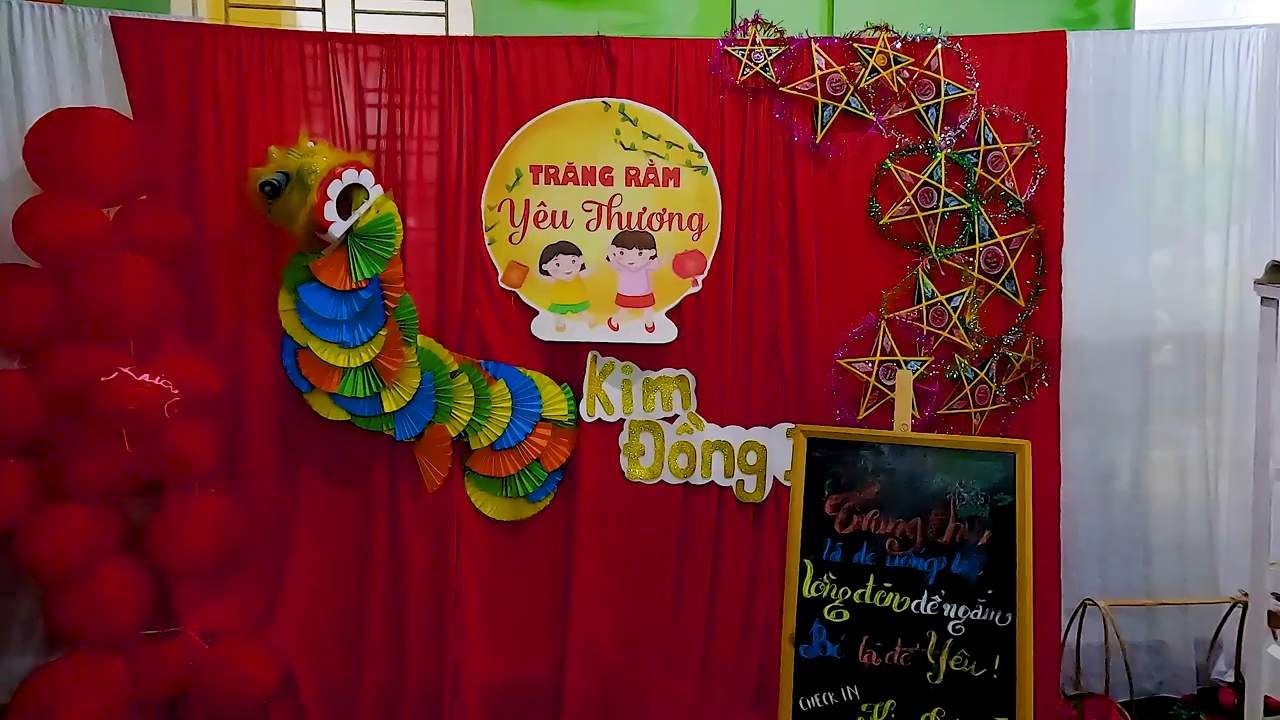 TRĂNG RẰM
Yêu Thương
Kim
Đồng
Trung thu
là để
lồng đèn để ngắm
Bé là để Yêu!
CHECK IN